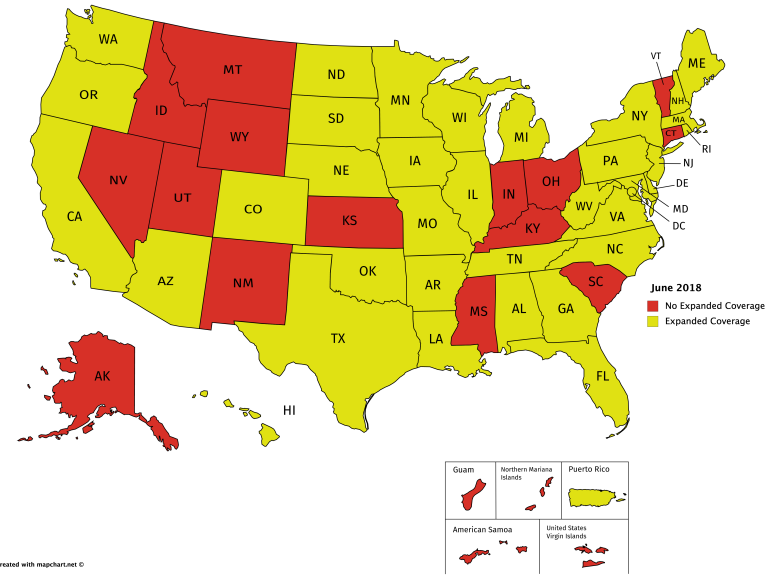 WA
OR
CA
NV
ID
MT
WY
UT
CO
AZ
NM
ND
SD
NE
KS
OK
TX
MN
IA
MO
AR
LA
WI
IL
MI
IN
OH
KY
TN
MS
AL
GA
FL
SC
NC
VA
WV
PA
NY
VT
NH
ME
MA
CT
RI
NJ
DE
MD
DC
AK
HI
June 2018
No Expanded Coverage
Expanded Coverage
Guam
Northern Mariana
Islands
Puerto Rico
American Samoa
United States
Virgin Islands
reated with mapchart.net ©